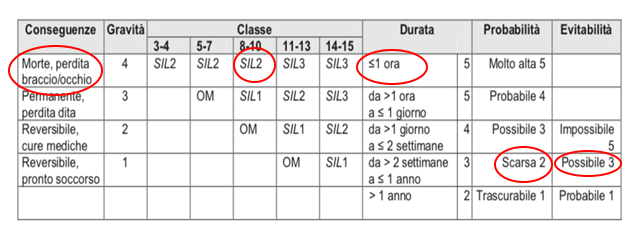 Conseguenze Gravità Classe Durata Probabilità Evitabilità
3-4 5-7 8-10 11-13 14-15
Morte, perdita braccio/occhio 4 SIL2 SIL2 SIL2 SIL3 SIL3 ≤1 ora 5 Molto alta 5
Permanente, perdita dita 3 OM SIL1 SIL2 SIL3 da >1 ora a ≤ 1 giorno 5 Probabile 4
Reversibile, cure mediche 2 OM SIL1 SIL2 da >1 giorno a ≤ 2 settimane 4 Possibile 3 Impossibile 5
Reversibile, pronto soccorso 1 OM SIL1 da > 2 settimane a ≤ 1 anno 3 Scarsa 2 Possibile 3
> 1 anno 2 Trascurabile 1 Probabile 1